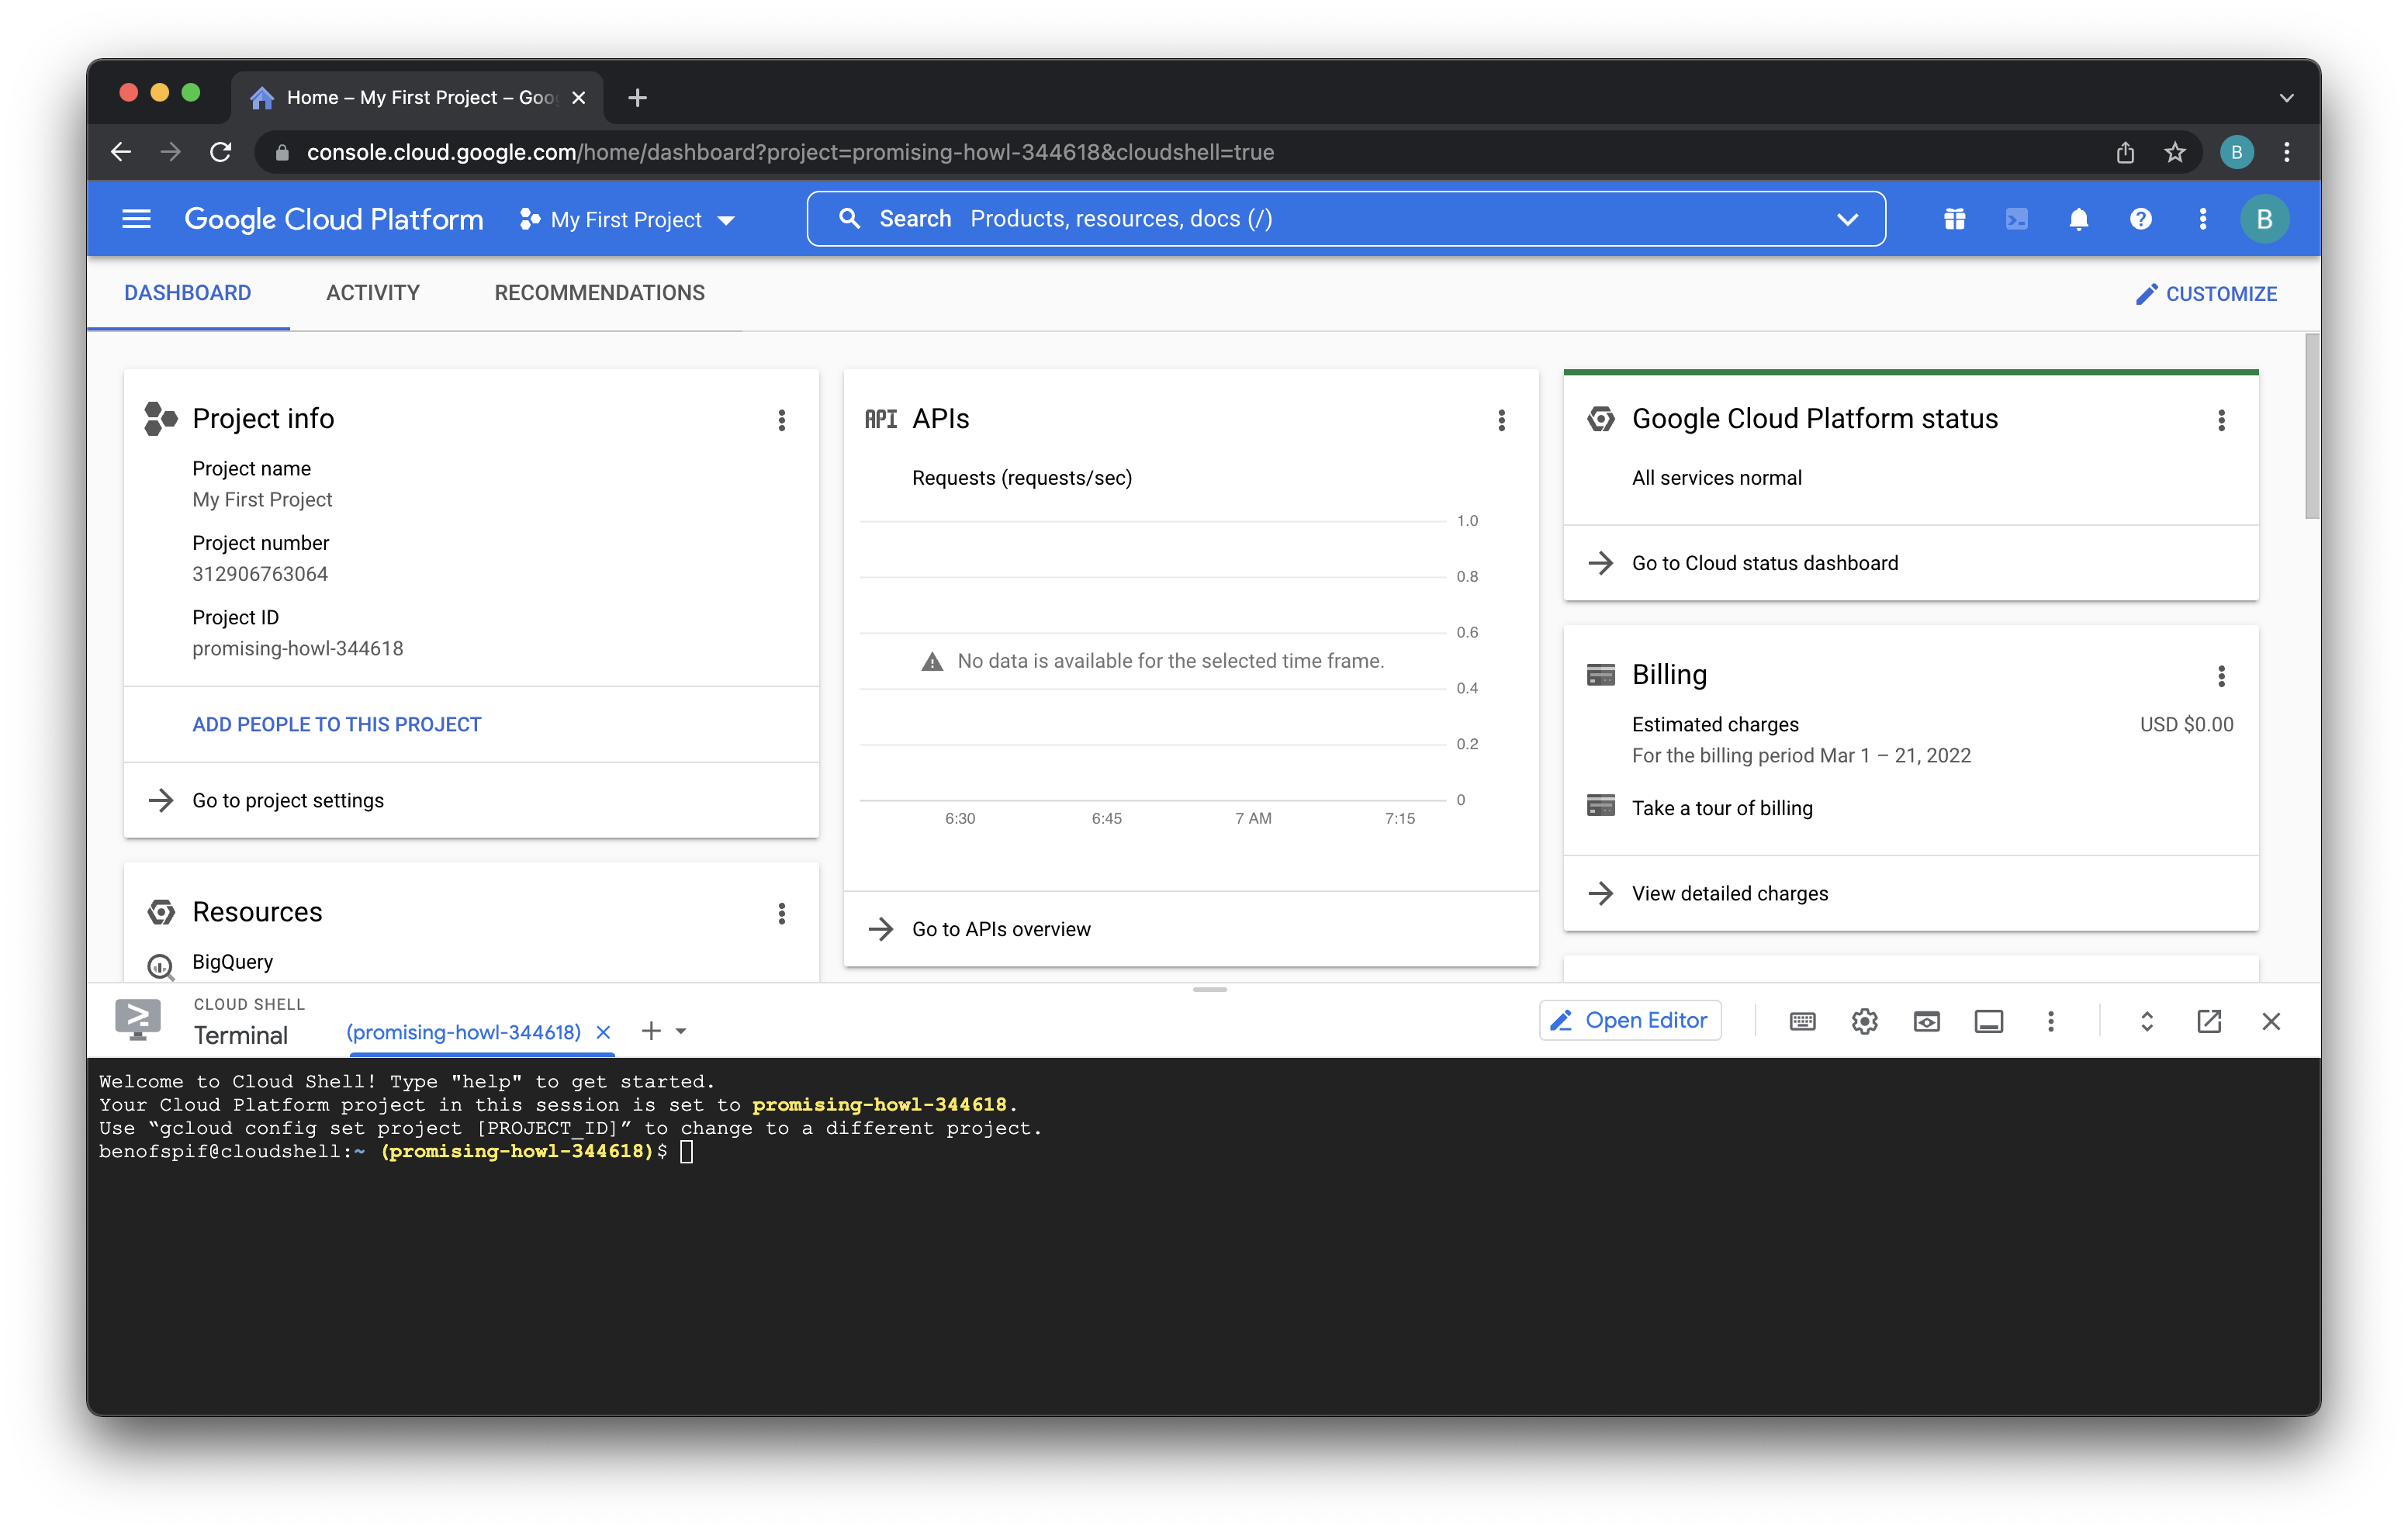 Home – My First Project – Goo
console.cloud.google.com/home/dashboard?project=promising-howl-344618&cloudshell=true
B
Google Cloud Platform
My First Project
Search Products, resources, docs (/)
B
DASHBOARD
ACTIVITY
RECOMMENDATIONS
CUSTOMIZE
Project info
Project name
My First Project
Project number
312906763064
Project ID
promising-howl-344618
ADD PEOPLE TO THIS PROJECT
Go to project settings
Resources
BigQuery
API APIs
Requests (requests/sec)
1.0
0.8
0.6
No data is available for the selected time frame.
0.4
0.2
0
6:30 6:45 7 AM 7:15
Go to APIs overview
Google Cloud Platform status
All services normal
Go to Cloud status dashboard
Billing
Estimated charges USD $0.00
For the billing period Mar 1 – 21, 2022
Take a tour of billing
View detailed charges
CLOUD SHELL
Terminal
(promising-howl-344618)
Open Editor
Welcome to Cloud Shell! Type "help" to get started.
Your Cloud Platform project in this session is set to promising-howl-344618.
Use “gcloud config set project [PROJECT_ID]” to change to a different project.
benofspif@cloudshell:~ (promising-howl-344618)$